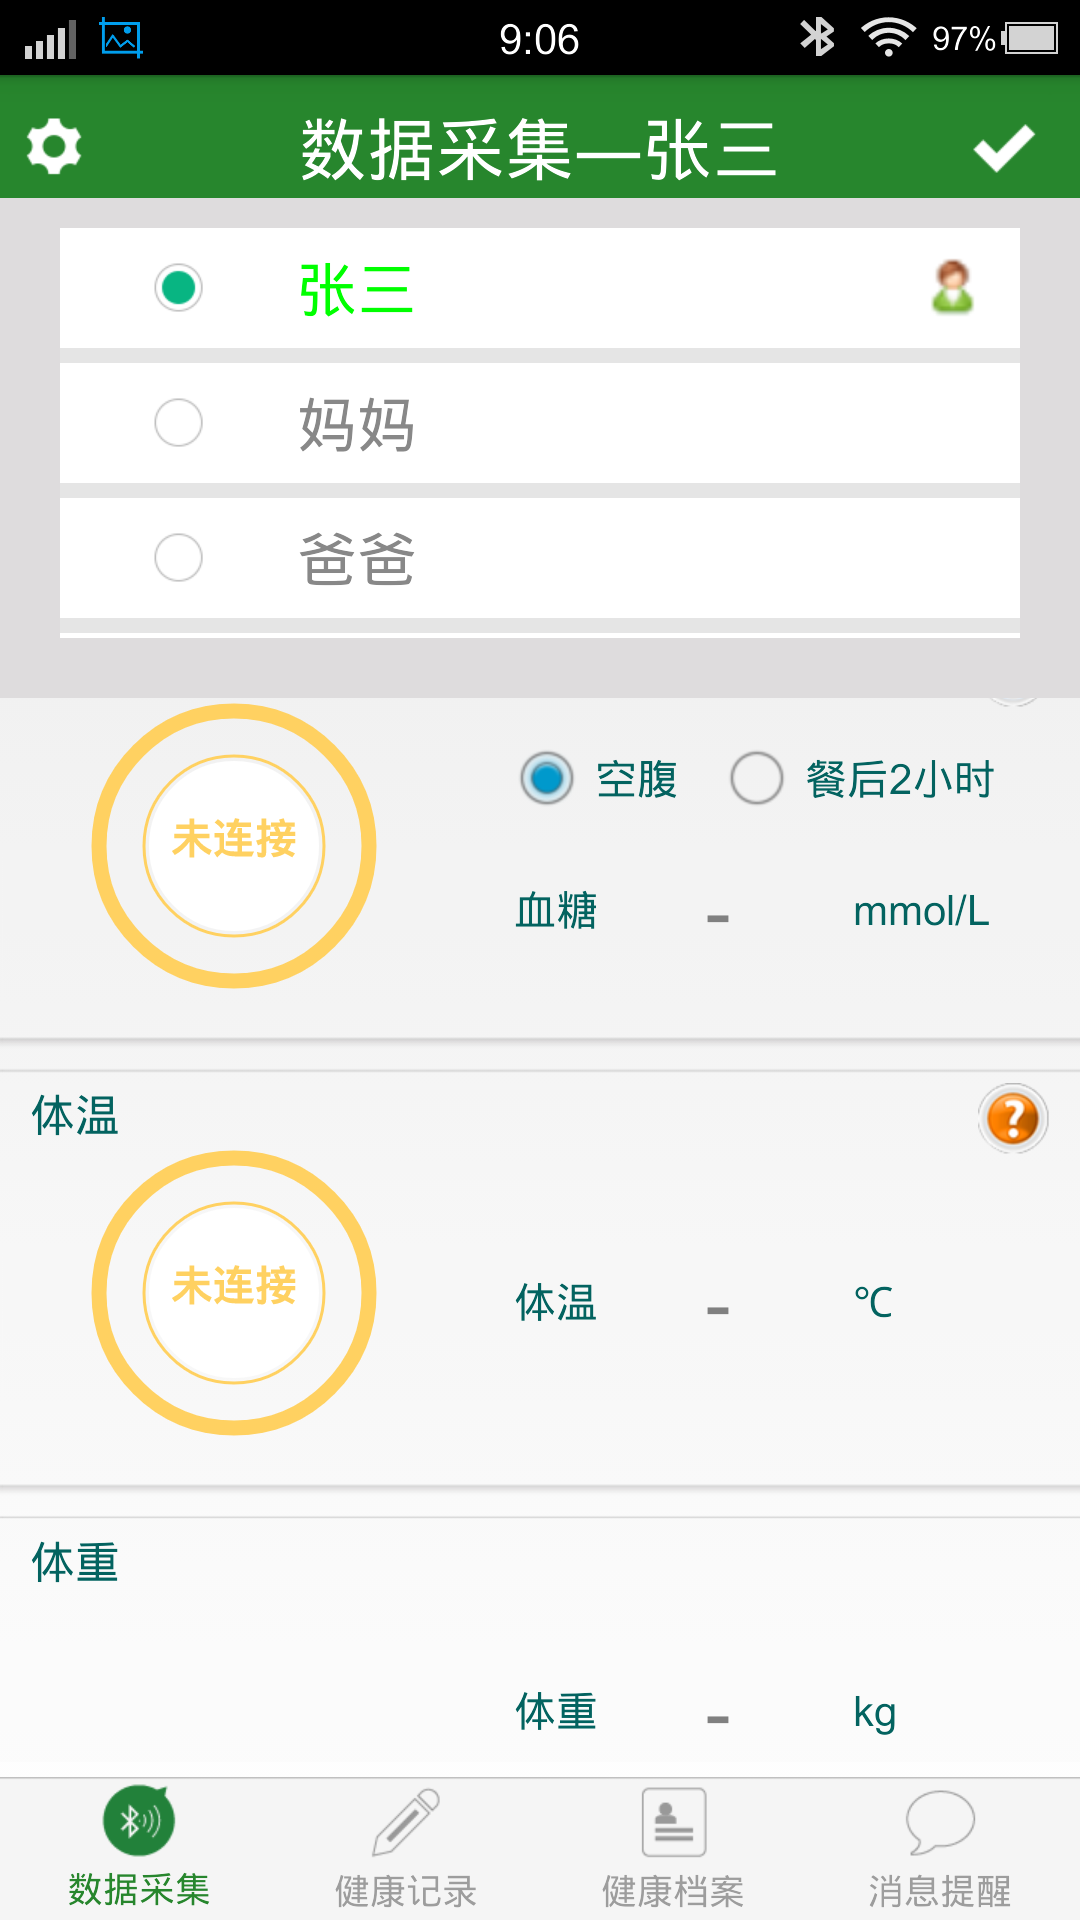 9:06
97%
数据采集—张三
张三
妈妈
爸爸
空腹 餐后2小时
未连接
血糖 - mmol/L
体温
?
未连接
体温 - ℃
体重
体重 - kg
数据采集 健康记录 健康档案 消息提醒